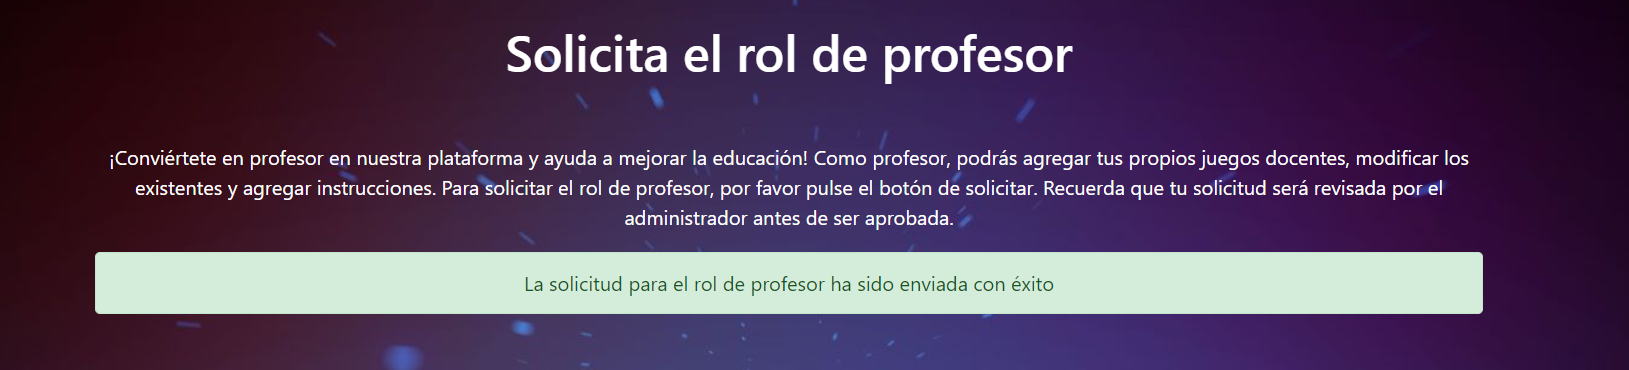 Solicita el rol de profesor
¡Conviértete en profesor en nuestra plataforma y ayuda a mejorar la educación! Como profesor, podrás agregar tus propios juegos docentes, modificar los
existentes y agregar instrucciones. Para solicitar el rol de profesor, por favor pulse el botón de solicitar. Recuerda que tu solicitud será revisada por el
administrador antes de ser aprobada.
La solicitud para el rol de profesor ha sido enviada con éxito